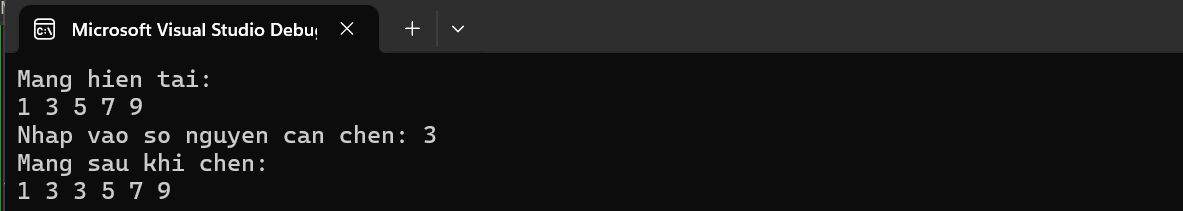 Microsoft Visual Studio Debu
Mang hien tai:
1 3 5 7 9
Nhap vao so nguyen can chen: 3
Mang sau khi chen:
1 3 3 5 7 9